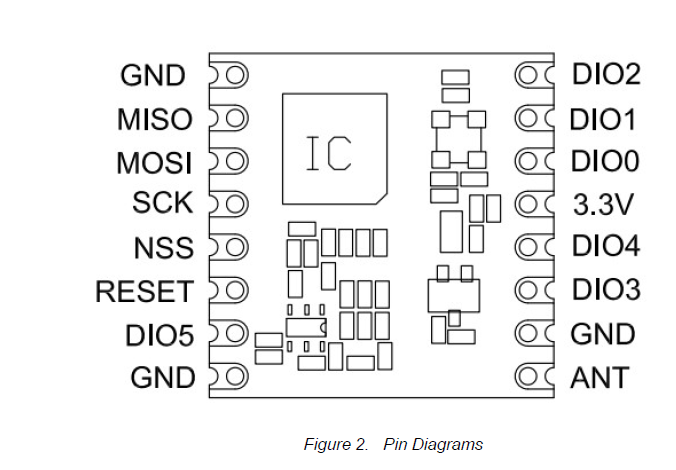 GND DIO2
MISO DIO1
IC
MOSI DIO0
SCK 3.3V
NSS DIO4
RESET DIO3
DIO5 GND
GND ANT
Figure 2. Pin Diagrams